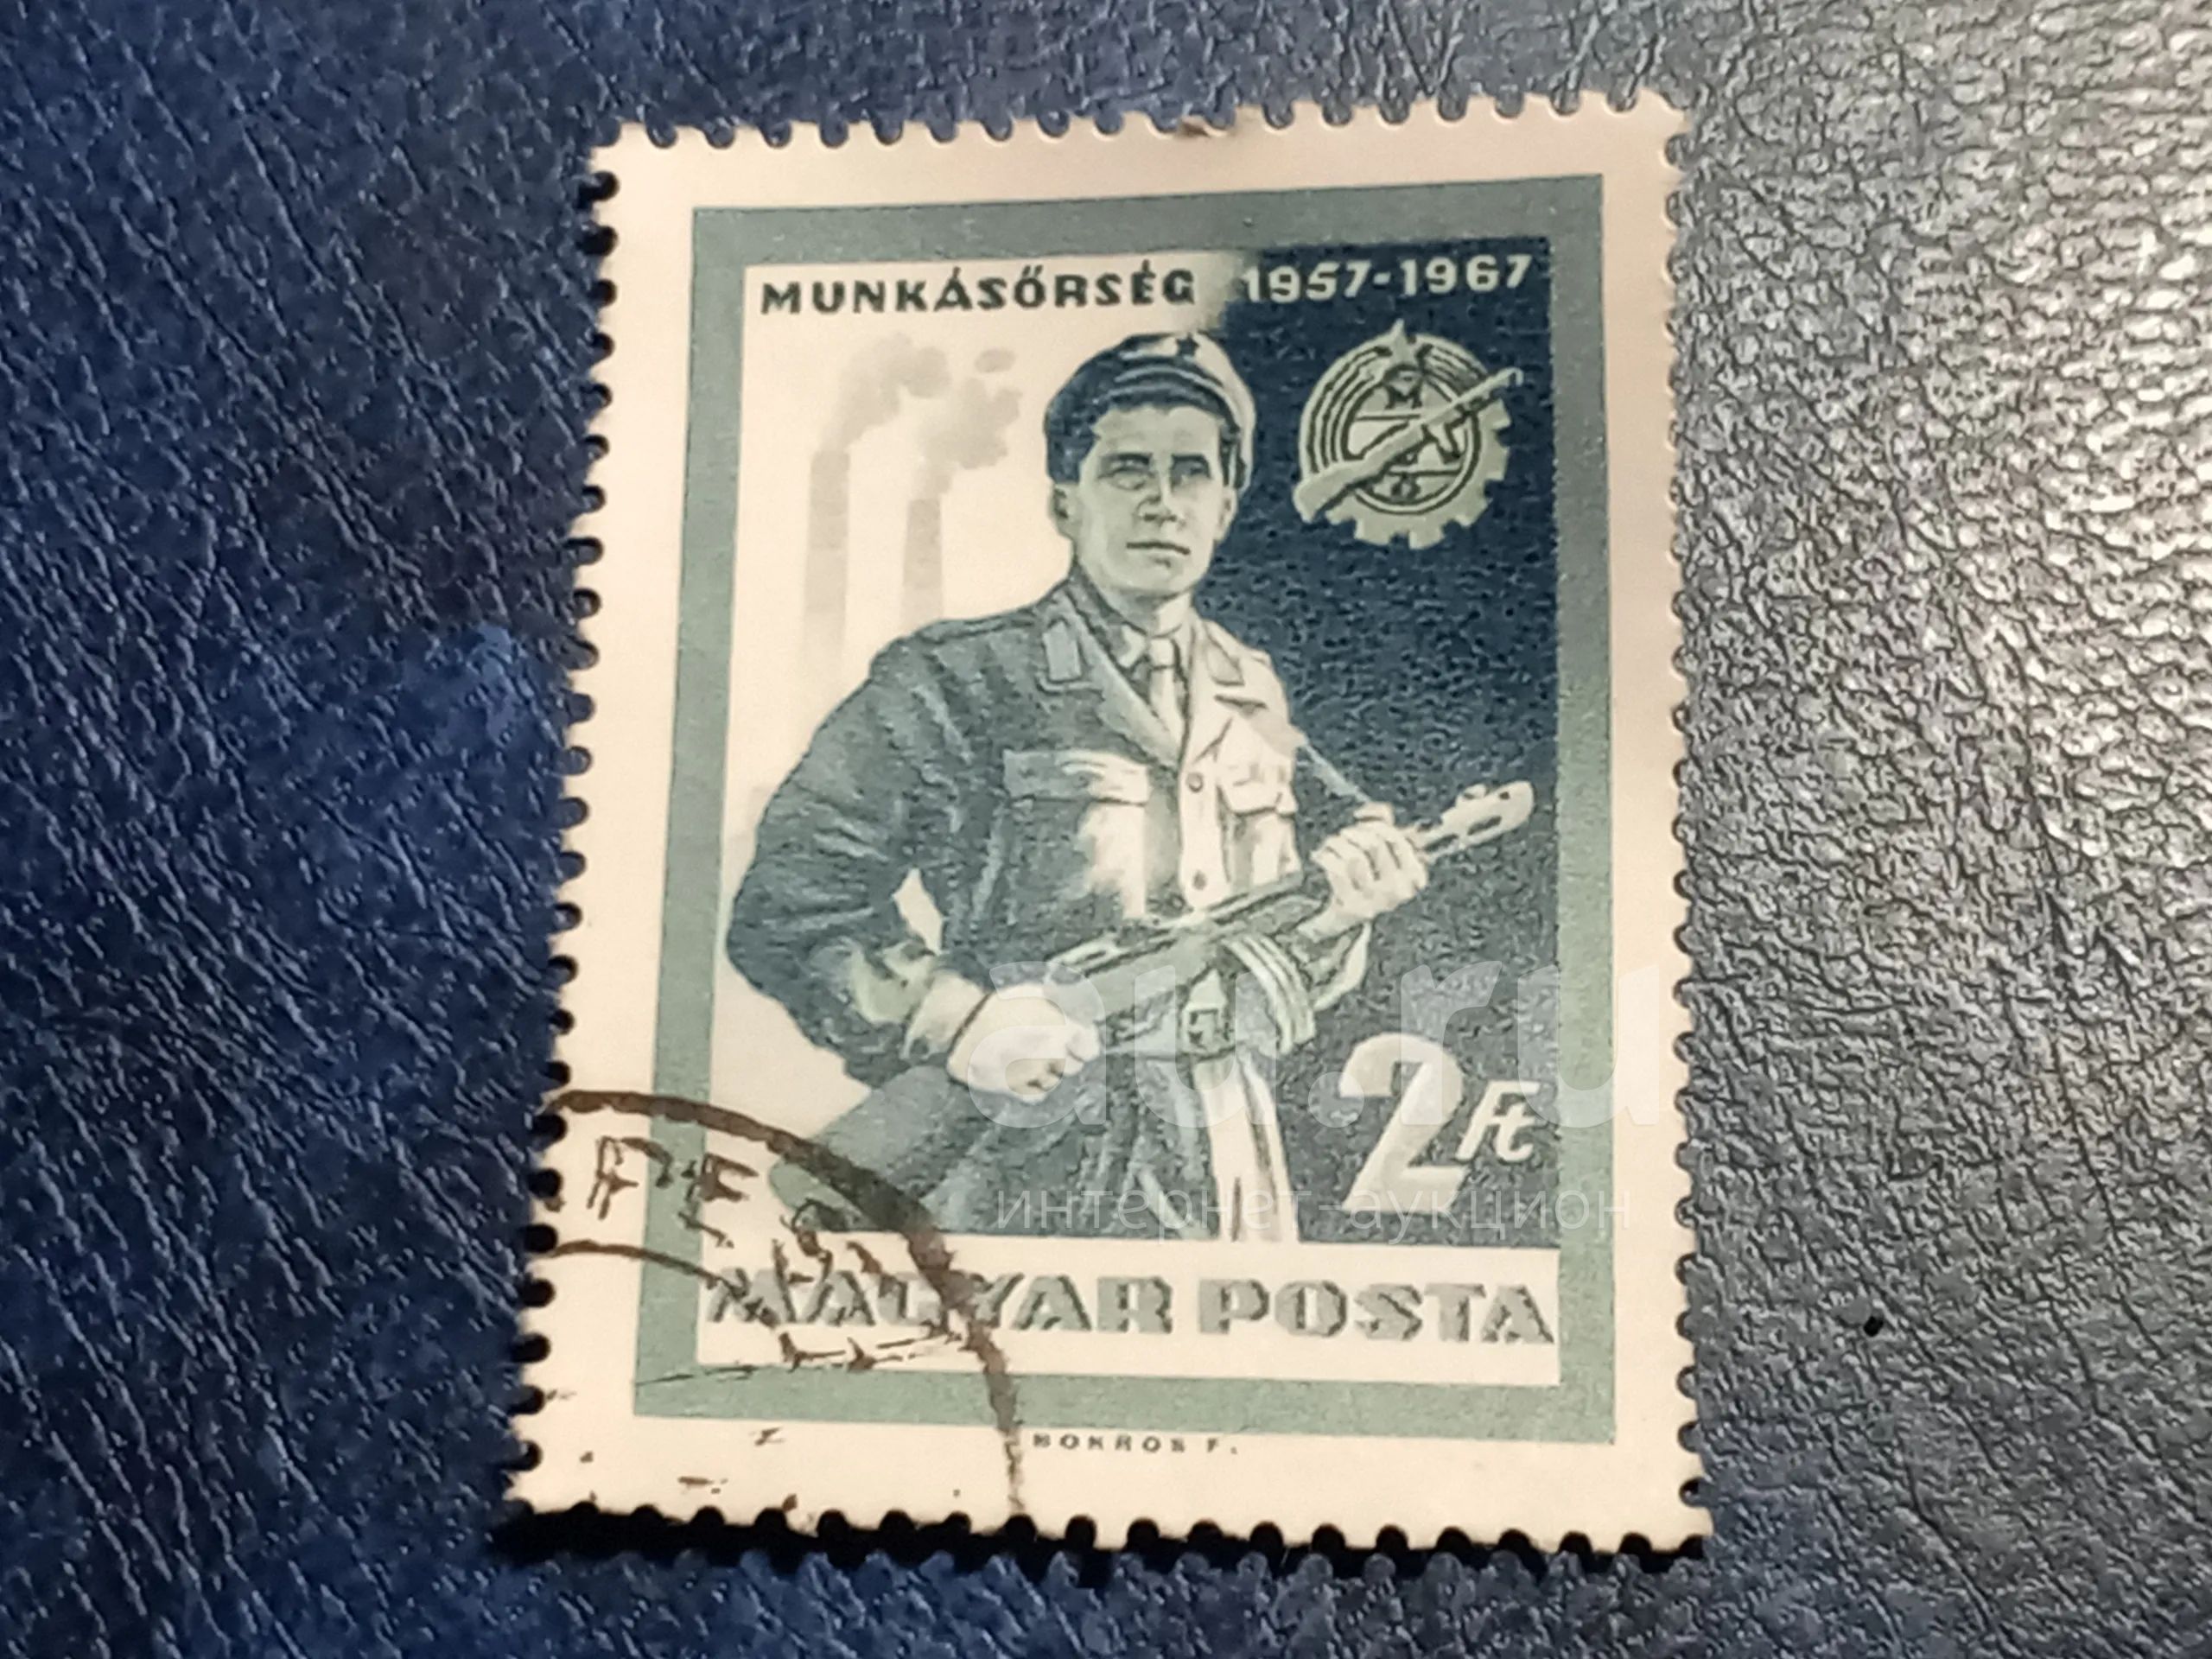 MUNKÁSŐRSÉG 1957-1967
M
2 Ft
au.ru
интернет-аукцион
MAGYAR POSTA
BOKROS F.